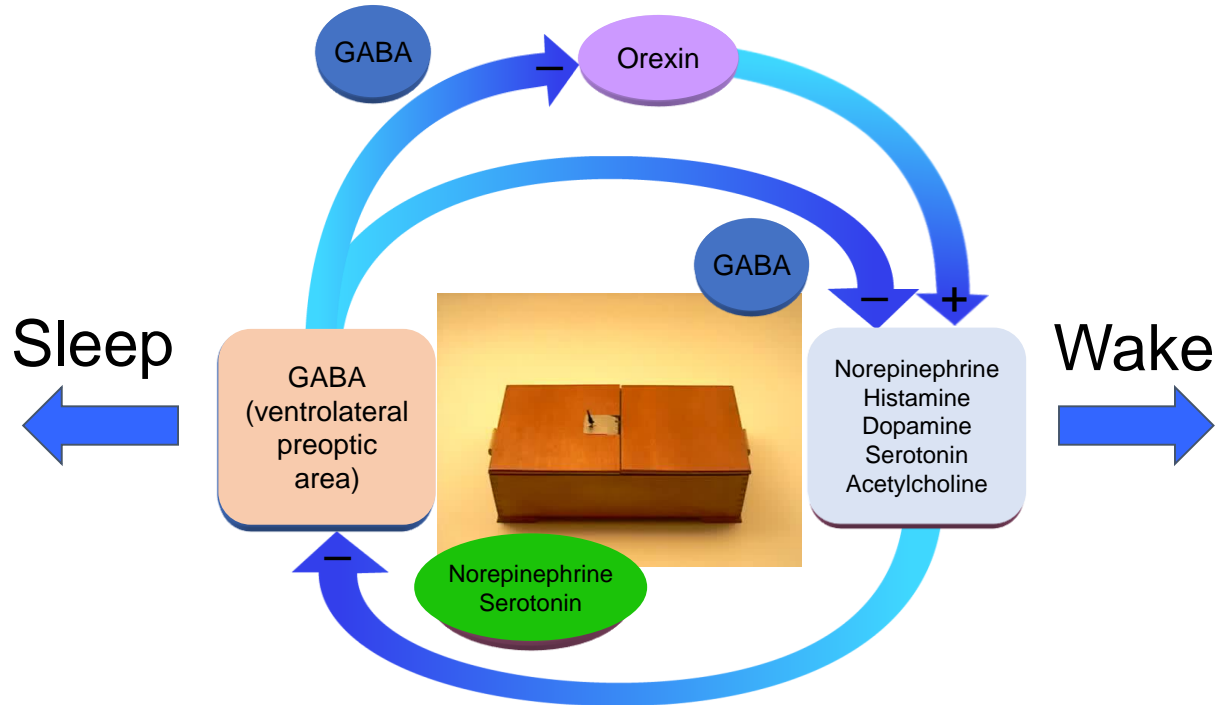 GABA
Orexin
–
GABA
–
+
Sleep
GABA
(ventrolateral
preoptic
area)
Norepinephrine
Histamine
Dopamine
Serotonin
Acetylcholine
Wake
–
Norepinephrine
Serotonin